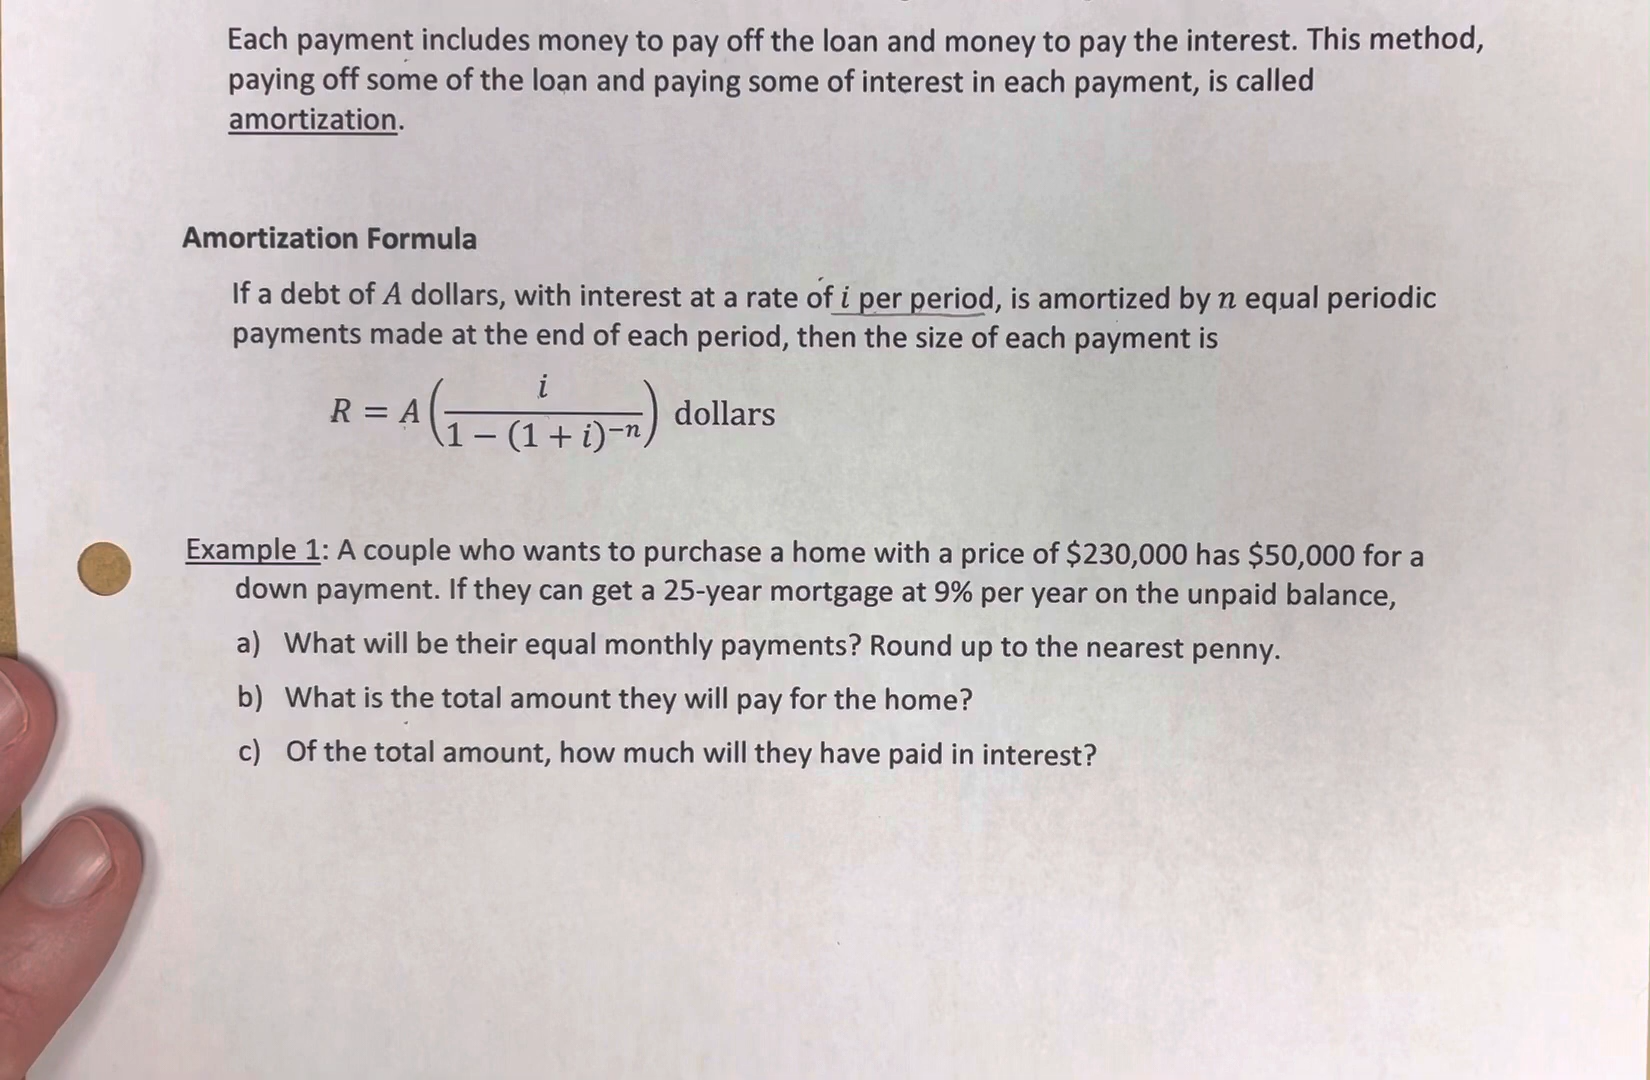 Each payment includes money to pay off the loan and money to pay the interest. This method,
paying off some of the loan and paying some of interest in each payment, is called
amortization.
Amortization Formula
If a debt of A dollars, with interest at a rate of i per period, is amortized by n equal periodic
payments made at the end of each period, then the size of each payment is
R = A(i / (1 − (1 + i)^−n)) dollars
Example 1: A couple who wants to purchase a home with a price of $230,000 has $50,000 for a
down payment. If they can get a 25-year mortgage at 9% per year on the unpaid balance,
a) What will be their equal monthly payments? Round up to the nearest penny.
b) What is the total amount they will pay for the home?
c) Of the total amount, how much will they have paid in interest?